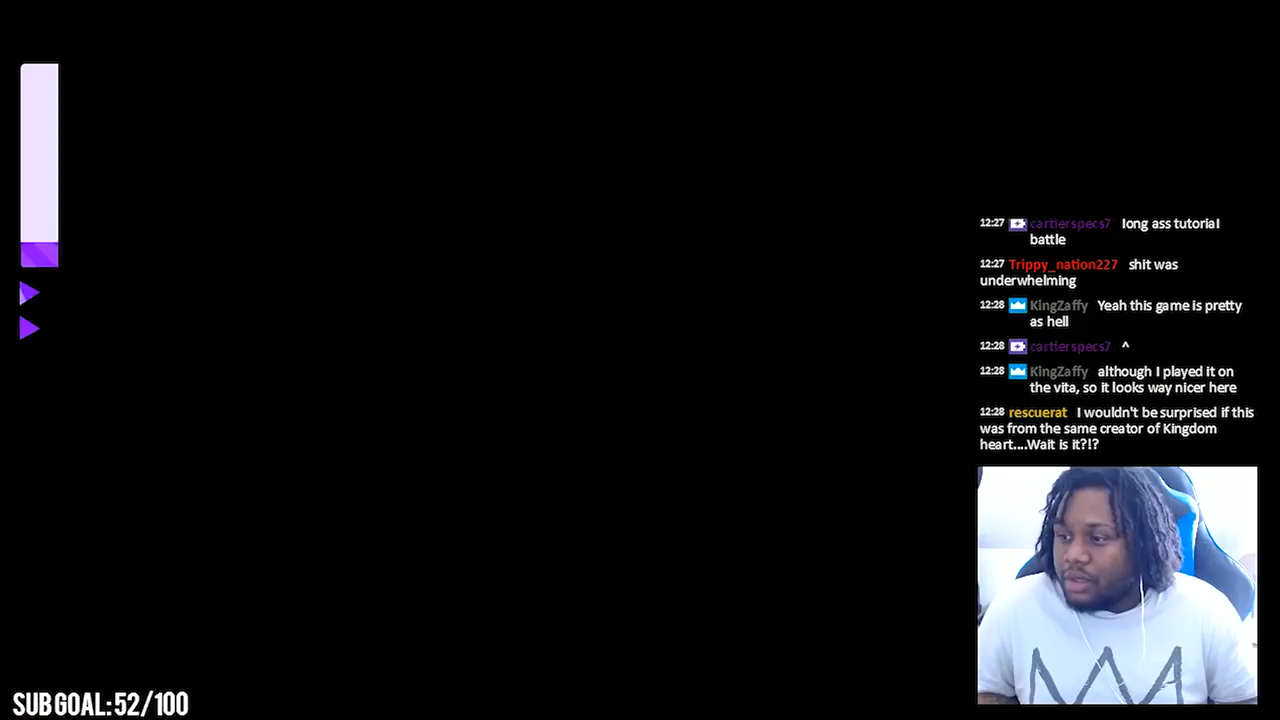 12:27 cartierspecs7 long ass tutorial
battle
12:27 Trippy_nation227 shit was
underwhelming
12:28 KingZaffy Yeah this game is pretty
as hell
12:28 cartierspecs7 ^
12:28 KingZaffy although I played it on
the vita, so it looks way nicer here
12:28 rescuerat I wouldn't be surprised if this
was from the same creator of Kingdom
heart....Wait is it?!?
SUB GOAL: 52/100